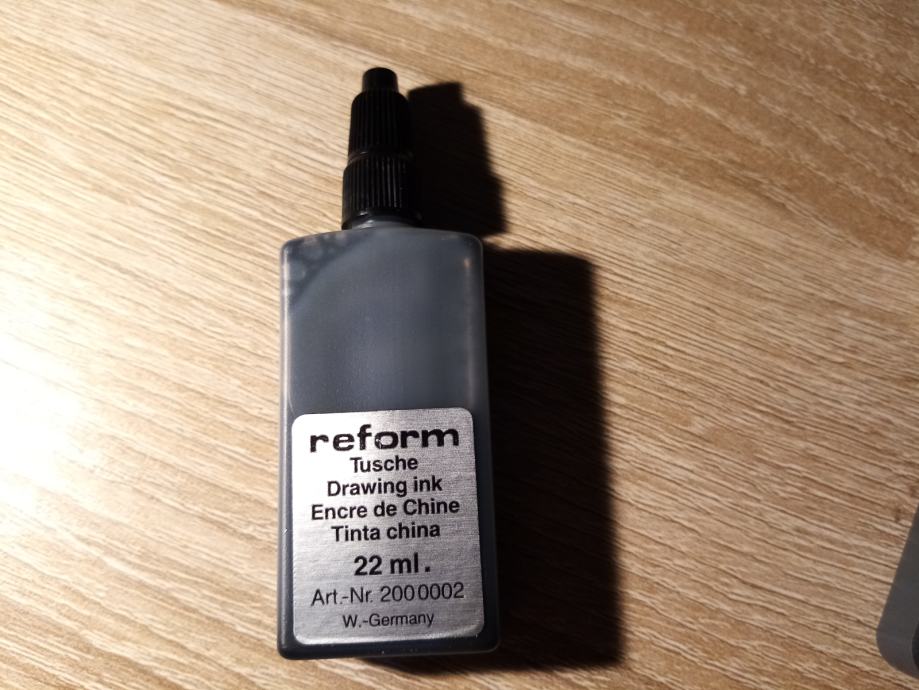 reform
Tusche
Drawing ink
Encre de Chine
Tinta china
22 ml.
Art.-Nr. 2000002
W.-Germany